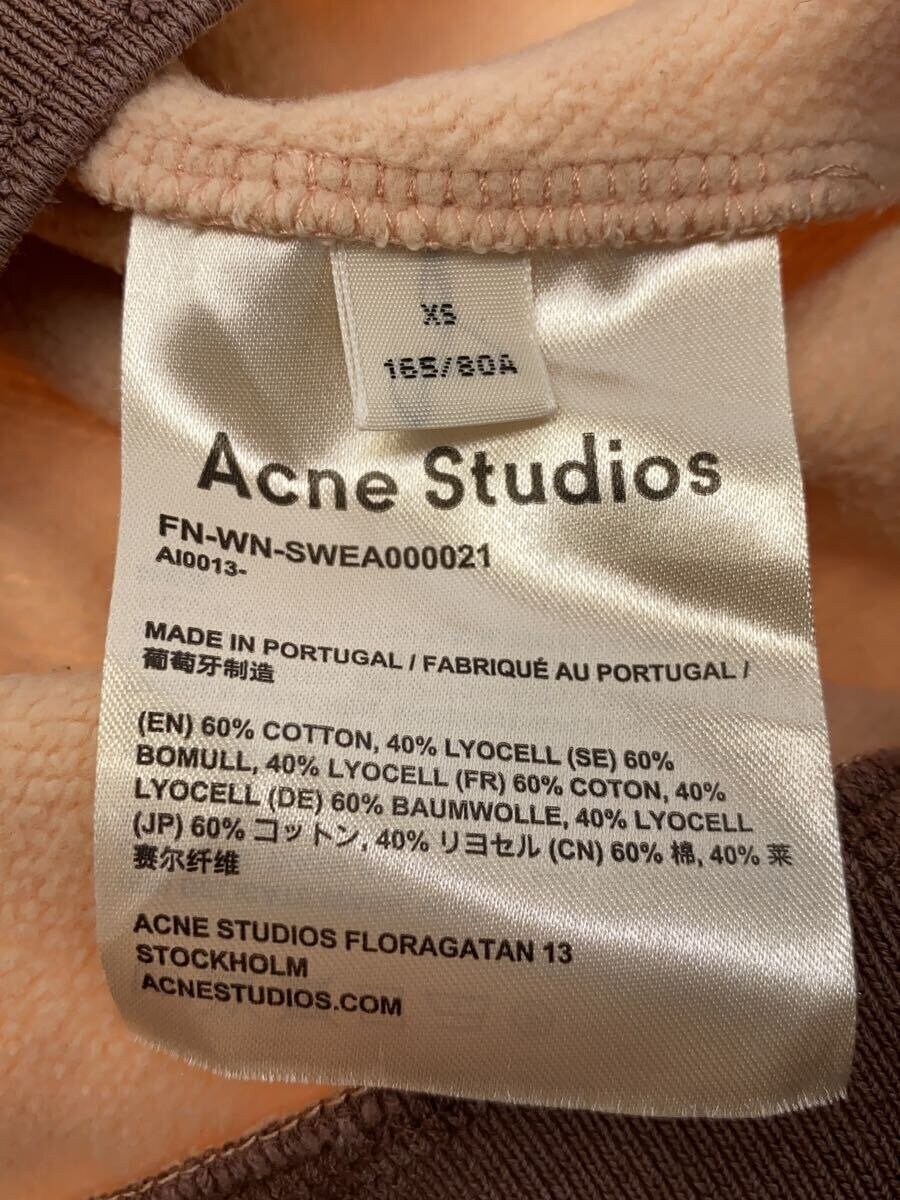 XS
165/80A
Acne Studios
FN-WN-SWEA000021
AI0013-
MADE IN PORTUGAL / FABRIQUÉ AU PORTUGAL /
葡萄牙制造
(EN) 60% COTTON, 40% LYOCELL (SE) 60%
BOMULL, 40% LYOCELL (FR) 60% COTON, 40%
LYOCELL (DE) 60% BAUMWOLLE, 40% LYOCELL
(JP) 60% コットン, 40% リヨセル (CN) 60% 棉, 40% 莱
赛尔纤维
ACNE STUDIOS FLORAGATAN 13
STOCKHOLM
ACNESTUDIOS.COM